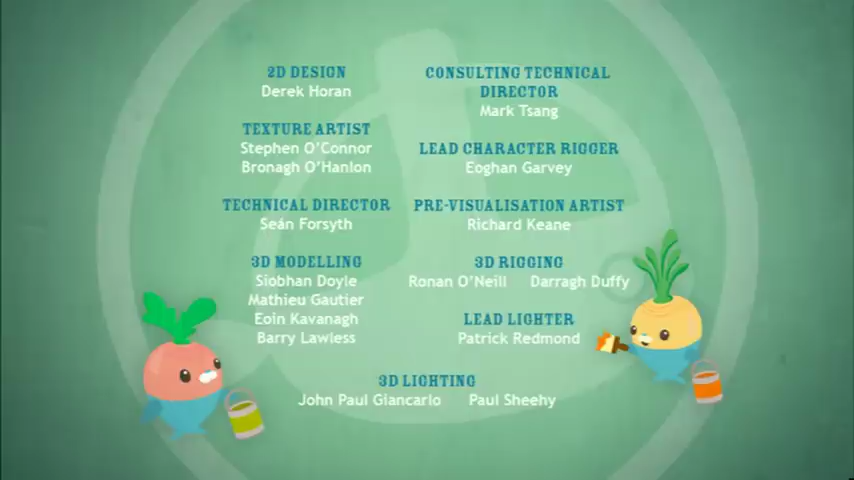 2D DESIGN
Derek Horan
TEXTURE ARTIST
Stephen O'Connor
Bronagh O'Hanlon
TECHNICAL DIRECTOR
Seán Forsyth
3D MODELLING
Siobhan Doyle
Mathieu Gautier
Eoin Kavanagh
Barry Lawless
CONSULTING TECHNICAL
DIRECTOR
Mark Tsang
LEAD CHARACTER RIGGER
Eoghan Garvey
PRE-VISUALISATION ARTIST
Richard Keane
3D RIGGING
Ronan O'Neill Darragh Duffy
LEAD LIGHTER
Patrick Redmond
3D LIGHTING
John Paul Giancarlo Paul Sheehy